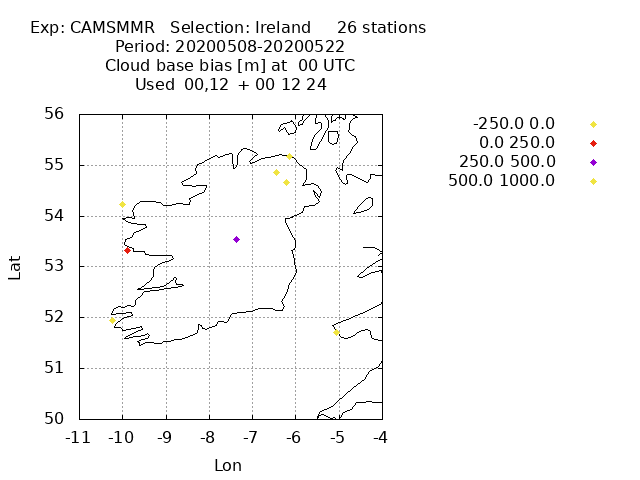 Exp: CAMSMMR   Selection: Ireland     26 stations
Period: 20200508-20200522
Cloud base bias [m] at  00 UTC
Used  00,12  + 00 12 24
-250.0 0.0
0.0 250.0
250.0 500.0
500.0 1000.0
56
55
54
53
52
51
50
Lat
-11 -10 -9 -8 -7 -6 -5 -4
Lon